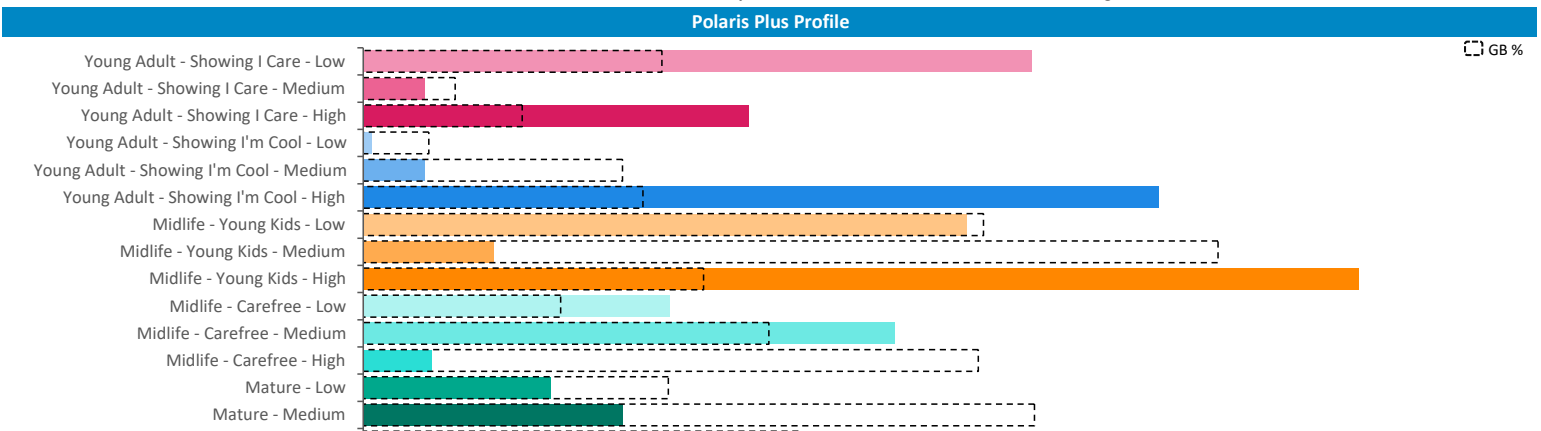 Polaris Plus Profile
GB %
Young Adult - Showing I Care - Low
Young Adult - Showing I Care - Medium
Young Adult - Showing I Care - High
Young Adult - Showing I'm Cool - Low
Young Adult - Showing I'm Cool - Medium
Young Adult - Showing I'm Cool - High
Midlife - Young Kids - Low
Midlife - Young Kids - Medium
Midlife - Young Kids - High
Midlife - Carefree - Low
Midlife - Carefree - Medium
Midlife - Carefree - High
Mature - Low
Mature - Medium